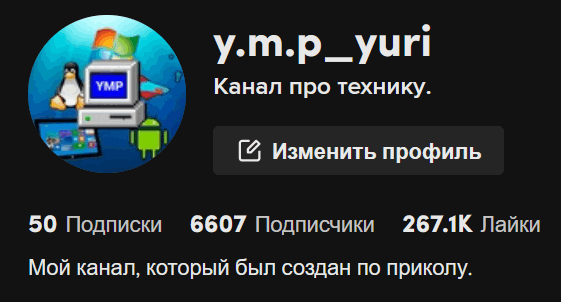 y.m.p_yuri
YMP
Канал про технику.
Изменить профиль
50 Подписки 6607 Подписчики 267.1K Лайки
Мой канал, который был создан по приколу.